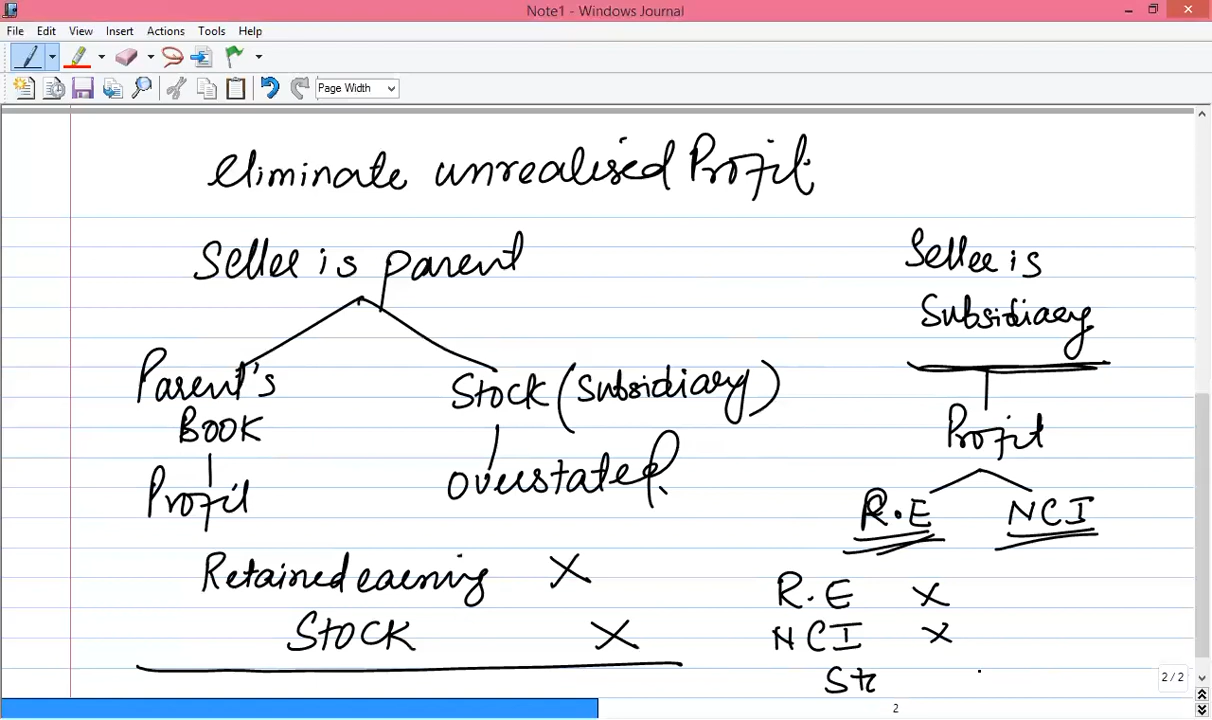 Note1 - Windows Journal
File Edit View Insert Actions Tools Help
Page Width
eliminate unrealised Profit
Seller is parent
Seller is
Subsidiary
Parent's
BOOK
Stock (Subsidiary)
Profit
Profit
overstated
R.E NCI
Retained earning X
R.E X
STOCK X
NCI X
Sto
2 / 2
2